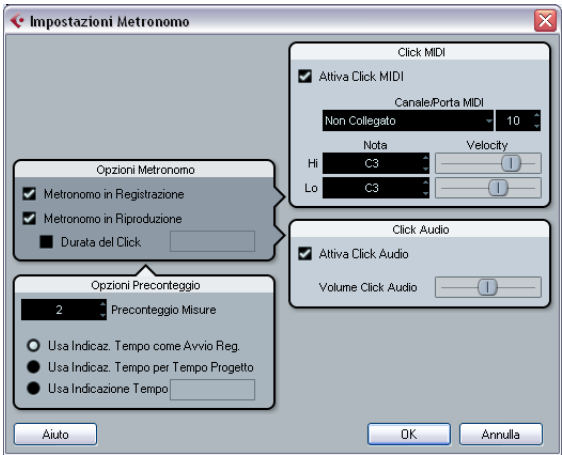 Impostazioni Metronomo
Click MIDI
Attiva Click MIDI
Canale/Porta MIDI
Non Collegato 10
Nota Velocity
Hi C3
Lo C3
Opzioni Metronomo
Metronomo in Registrazione
Metronomo in Riproduzione
Durata del Click
Click Audio
Attiva Click Audio
Volume Click Audio
Opzioni Preconteggio
2 Preconteggio Misure
Usa Indicaz. Tempo come Avvio Reg.
Usa Indicaz. Tempo per Tempo Progetto
Usa Indicazione Tempo
Aiuto OK Annulla